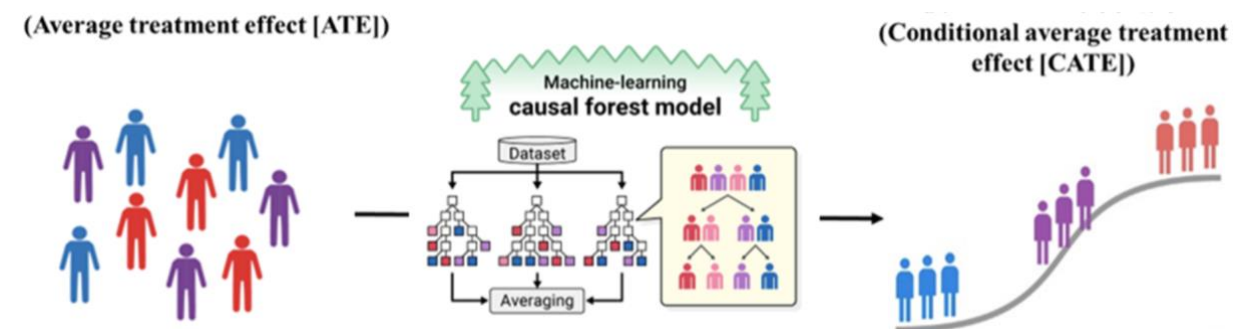 (Average treatment effect [ATE])
Machine-learning
causal forest model
Dataset
Averaging
(Conditional average treatment
effect [CATE])